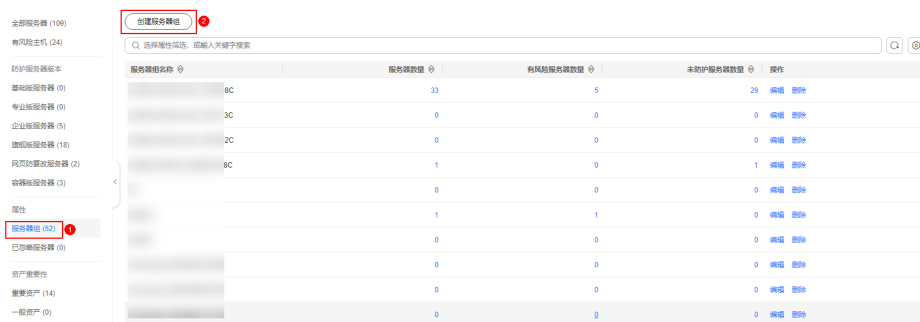 全部服务器 (109)
有风险主机 (24)
防护服务器版本
基础版服务器 (0)
专业版服务器 (0)
企业版服务器 (5)
旗舰版服务器 (18)
网页防篡改服务器 (2)
容器版服务器 (3)
属性
服务器组 (52) 1
已忽略服务器 (0)
资产重要性
重要资产 (14)
一般资产 (0)
创建服务器组 2
选择属性筛选，或输入关键字搜索
服务器组名称 服务器数量 有风险服务器数量 未防护服务器数量 操作
8C 33 5 29 编辑 删除
3C 0 0 0 编辑 删除
2C 0 0 0 编辑 删除
8C 1 0 1 编辑 删除
0 0 0 编辑 删除
1 1 0 编辑 删除
0 0 0 编辑 删除
0 0 0 编辑 删除
0 0 0 编辑 删除
0 0 0 编辑 删除